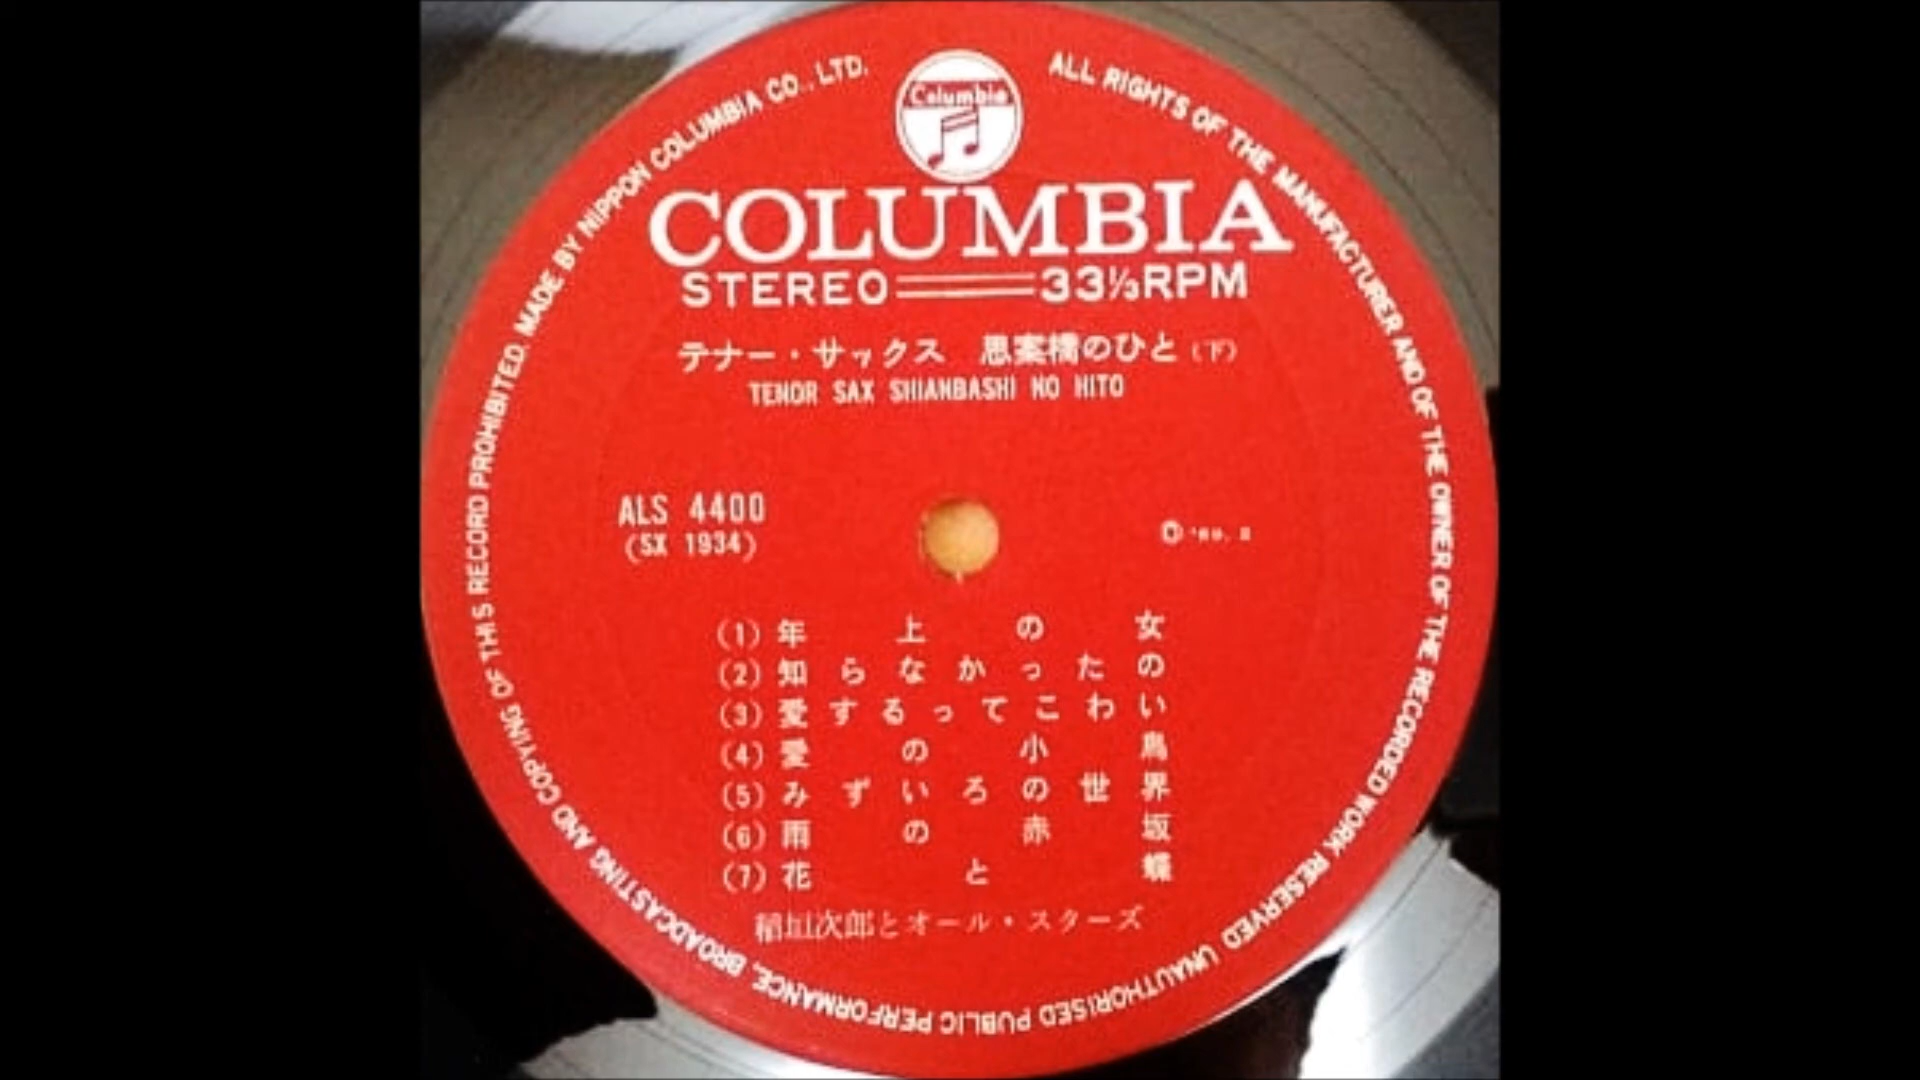 Columbia
COLUMBIA
STEREO 33⅓RPM
テナー・サックス 思案橋のひと（下）
TENOR SAX SHIANBASHI NO HITO
ALS 4400
(SX 1934)
(1) 年上の女
(2) 知らなかったの
(3) 愛するってこわい
(4) 愛の小鳥
(5) みずいろの世界
(6) 雨の赤坂
(7) 花と蝶
稲垣次郎とオール・スターズ
ALL RIGHTS OF THE MANUFACTURER AND OF THE OWNER OF THE RECORDED WORK RESERVED UNAUTHORISED PUBLIC PERFORMANCE, BROADCASTING AND COPYING OF THIS RECORD PROHIBITED. MADE BY NIPPON COLUMBIA CO., LTD.